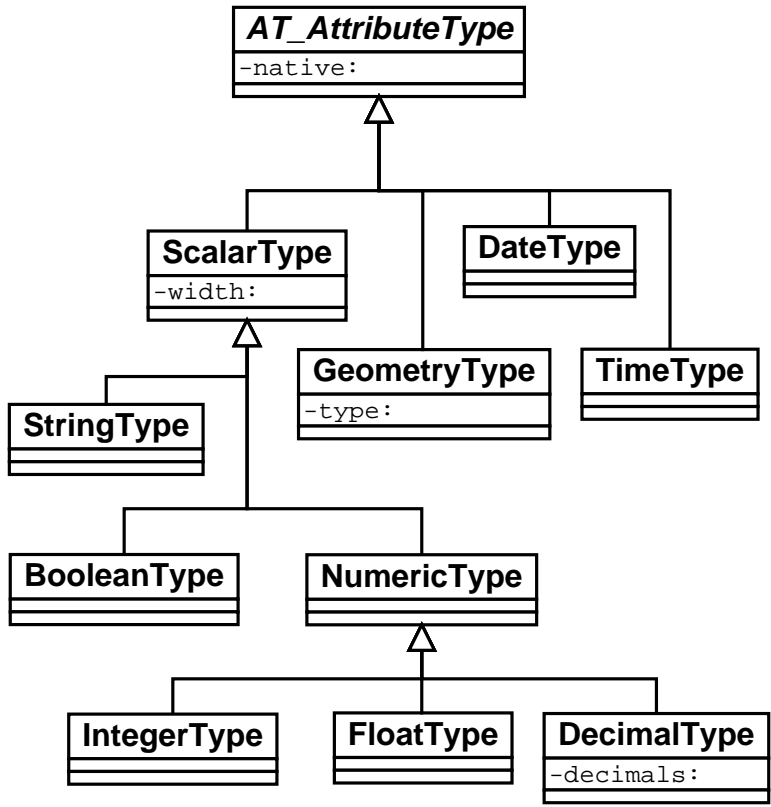 AT_AttributeType
-native:
ScalarType
-width:
DateType
GeometryType
-type:
TimeType
StringType
BooleanType
NumericType
IntegerType
FloatType
DecimalType
-decimals: